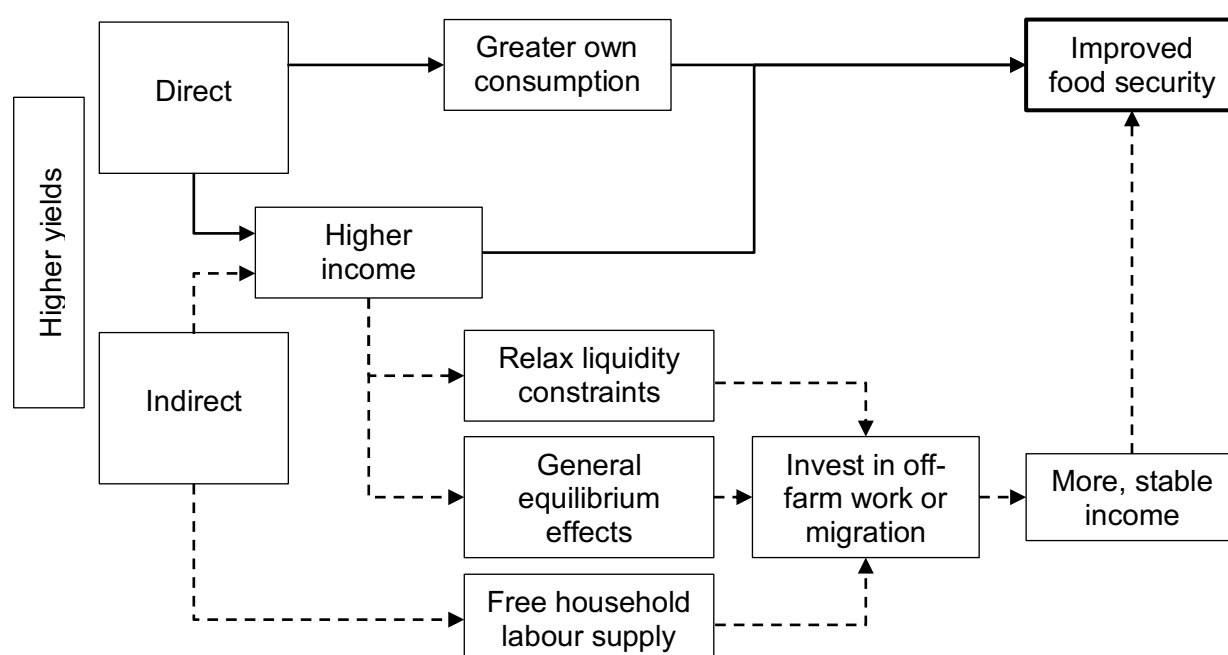 Higher yields
Direct
Greater own
consumption
Improved
food security
Higher
income
Indirect
Relax liquidity
constraints
General
equilibrium
effects
Invest in off-
farm work or
migration
More, stable
income
Free household
labour supply